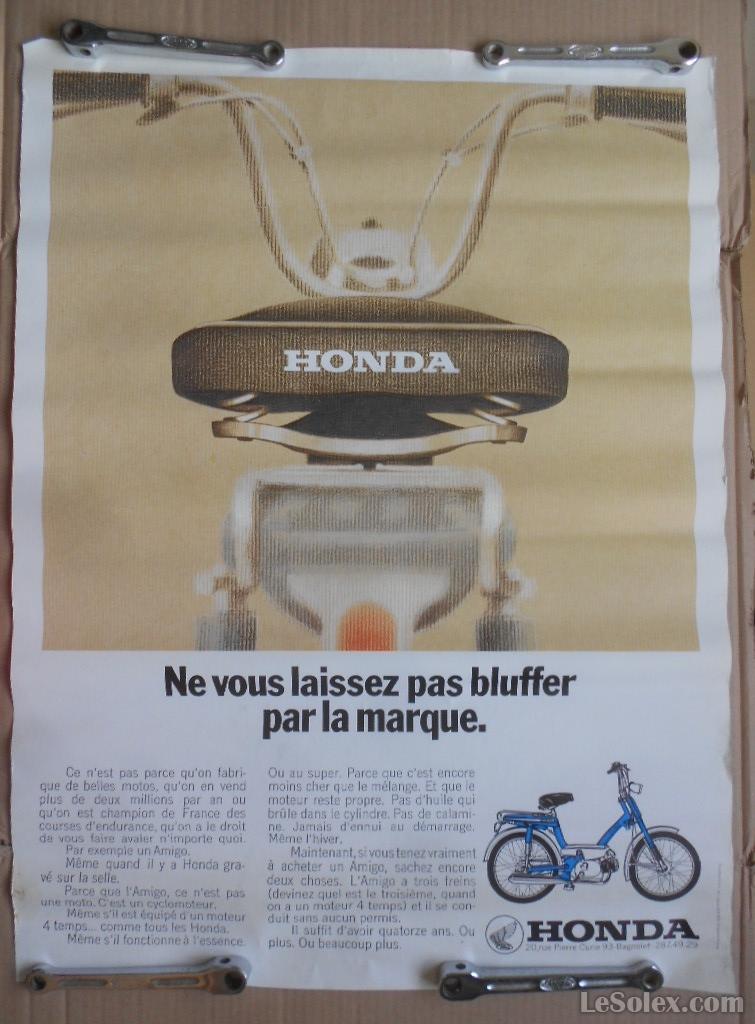 HONDA
Ne vous laissez pas bluffer
par la marque.
Ce n'est pas parce qu'on fabri-
que de belles motos, qu'on en vend
plus de deux millions par an ou
qu'on est champion de France des
courses d'endurance, qu'on a le droit
de vous faire avaler n'importe quoi.
Par exemple un Amigo.
Même quand il y a Honda gra-
vé sur la selle.
Parce que l'Amigo, ce n'est pas
une moto. C'est un cyclomoteur.
Même s'il est équipé d'un moteur
4 temps... comme tous les Honda.
Même s'il fonctionne à l'essence.
Ou au super. Parce que c'est encore
moins cher que le mélange. Et que le
moteur reste propre. Pas d'huile qui
brûle dans le cylindre. Pas de calami-
ne. Jamais d'ennui au démarrage.
Même l'hiver.
Maintenant, si vous tenez vraiment
à acheter un Amigo, sachez encore
deux choses. L'Amigo a trois freins
(devinez quel est le troisième, quand
on a un moteur 4 temps) et il se con-
duit sans aucun permis.
Il suffit d'avoir quatorze ans. Ou
plus. Ou beaucoup plus.
HONDA
20, rue Pierre Curie 93-Bagnolet 287.49.29
LeSolex.com